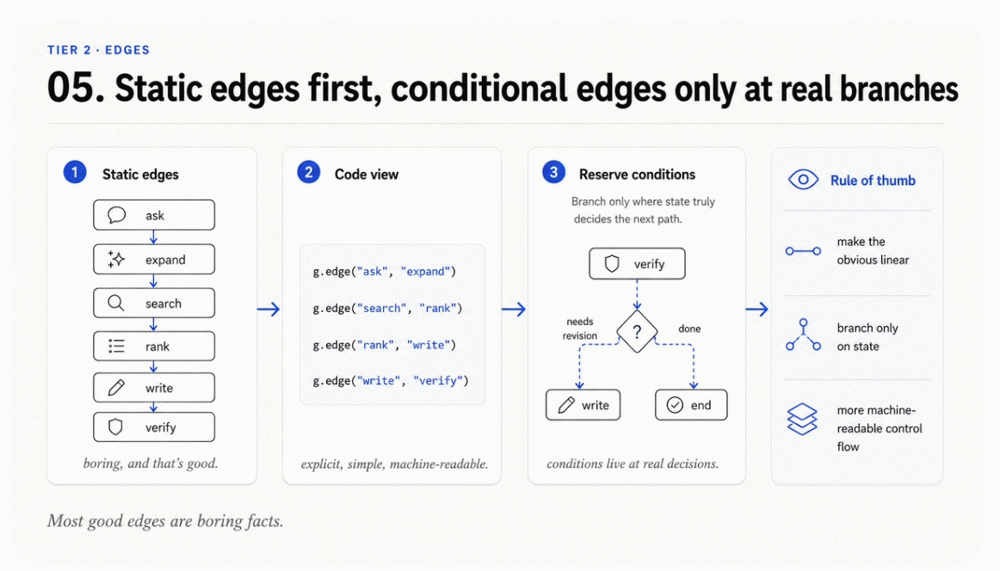 TIER 2 · EDGES
05. Static edges first, conditional edges only at real branches
1 Static edges
ask
expand
search
rank
write
verify
boring, and that's good.
2 Code view
g.edge("ask", "expand")
g.edge("search", "rank")
g.edge("rank", "write")
g.edge("write", "verify")
explicit, simple, machine-readable.
3 Reserve conditions
Branch only where state truly
decides the next path.
verify
?
needs
revision
done
write
end
conditions live at real decisions.
Rule of thumb
make the
obvious linear
branch only
on state
more machine-
readable control
flow
Most good edges are boring facts.